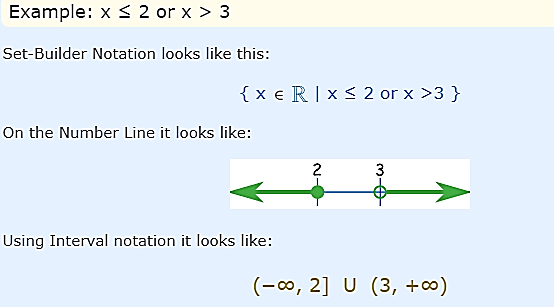 Example: x ≤ 2 or x > 3
Set-Builder Notation looks like this:
{ x ∈ ℝ | x ≤ 2 or x >3 }
On the Number Line it looks like:
2 3
Using Interval notation it looks like:
(−∞, 2] U (3, +∞)